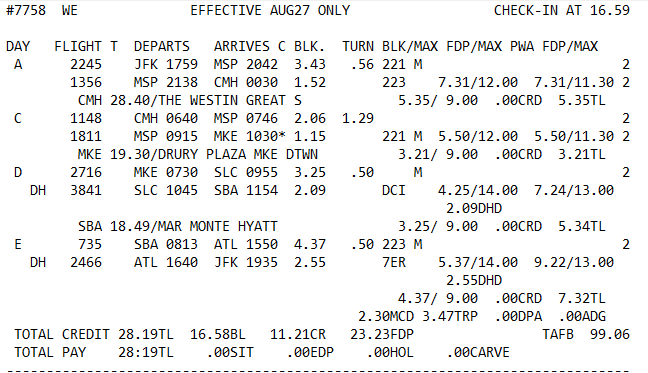 #7758  WE              EFFECTIVE AUG27 ONLY                  CHECK-IN AT 16.59
DAY   FLIGHT T  DEPARTS   ARRIVES C BLK.  TURN BLK/MAX FDP/MAX PWA FDP/MAX
A      2245    JFK 1759  MSP 2042  3.43   .56 221 M                         2
1356    MSP 2138  CMH 0030  1.52       223    7.31/12.00  7.31/11.30 2
CMH 28.40/THE WESTIN GREAT S            5.35/ 9.00  .00CRD  5.35TL
C      1148    CMH 0640  MSP 0746  2.06  1.29                               2
1811    MSP 0915  MKE 1030* 1.15       221 M  5.50/12.00  5.50/11.30 2
MKE 19.30/DRURY PLAZA MKE DTWN          3.21/ 9.00  .00CRD  3.21TL
D      2716    MKE 0730  SLC 0955  3.25   .50     M                         2
DH   3841    SLC 1045  SBA 1154  2.09       DCI    4.25/14.00  7.24/13.00
2.09DHD
SBA 18.49/MAR MONTE HYATT               3.25/ 9.00  .00CRD  5.34TL
E       735    SBA 0813  ATL 1550  4.37   .50 223 M                         2
DH   2466    ATL 1640  JFK 1935  2.55       7ER    5.37/14.00  9.22/13.00
2.55DHD
4.37/ 9.00  .00CRD  7.32TL
2.30MCD 3.47TRP  .00DPA  .00ADG
TOTAL CREDIT 28.19TL  16.58BL   11.21CR   23.23FDP                TAFB  99.06
TOTAL PAY    28:19TL    .00SIT    .00EDP    .00HOL    .00CARVE